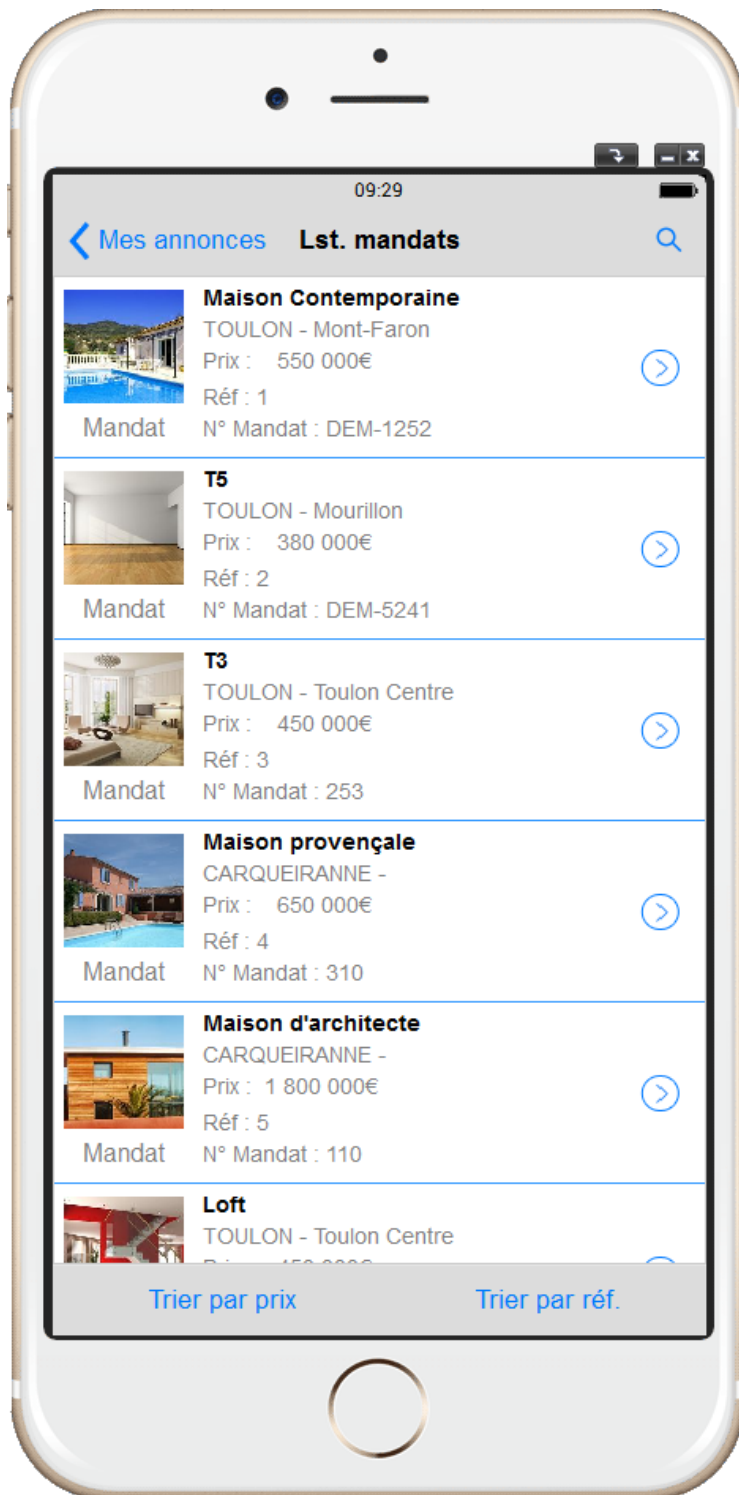 09:29
Mes annonces Lst. mandats
Maison Contemporaine
TOULON - Mont-Faron
Prix : 550 000€
Réf : 1
Mandat N° Mandat : DEM-1252
T5
TOULON - Mourillon
Prix : 380 000€
Réf : 2
Mandat N° Mandat : DEM-5241
T3
TOULON - Toulon Centre
Prix : 450 000€
Réf : 3
Mandat N° Mandat : 253
Maison provençale
CARQUEIRANNE -
Prix : 650 000€
Réf : 4
Mandat N° Mandat : 310
Maison d'architecte
CARQUEIRANNE -
Prix : 1 800 000€
Réf : 5
Mandat N° Mandat : 110
Loft
TOULON - Toulon Centre
Trier par prix Trier par réf.